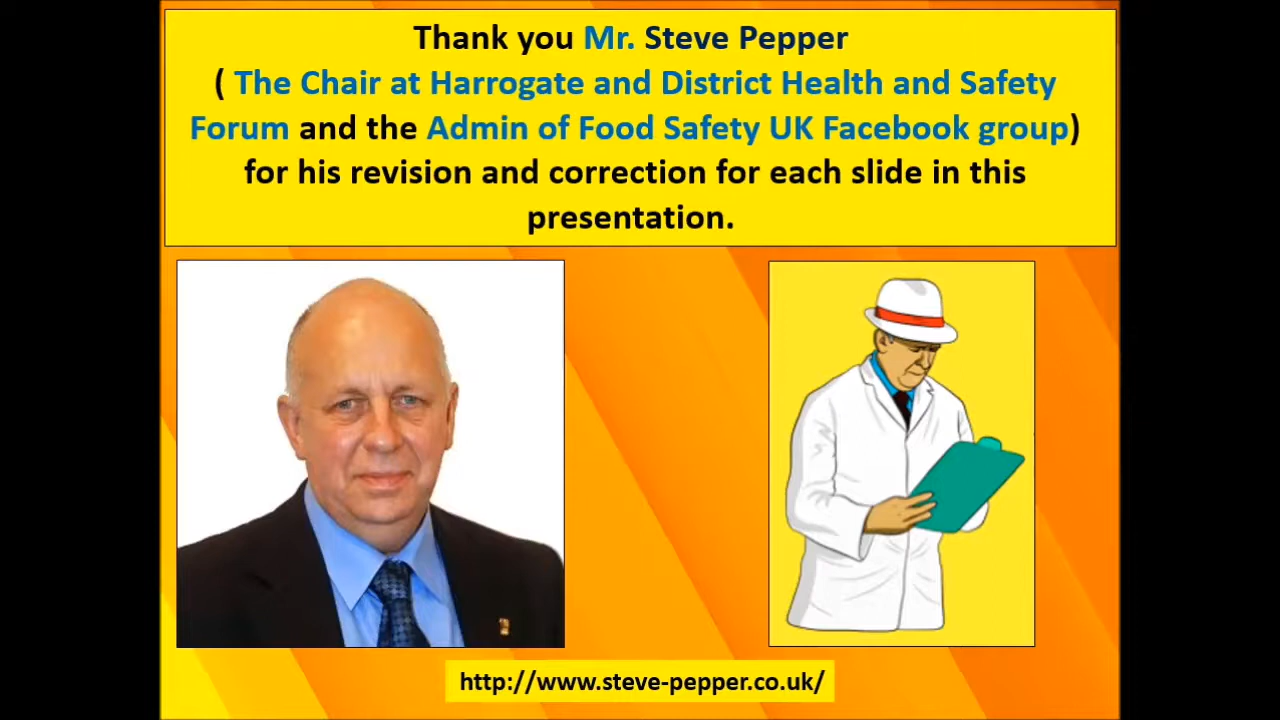 Thank you Mr. Steve Pepper
( The Chair at Harrogate and District Health and Safety
Forum and the Admin of Food Safety UK Facebook group)
for his revision and correction for each slide in this
presentation.
http://www.steve-pepper.co.uk/